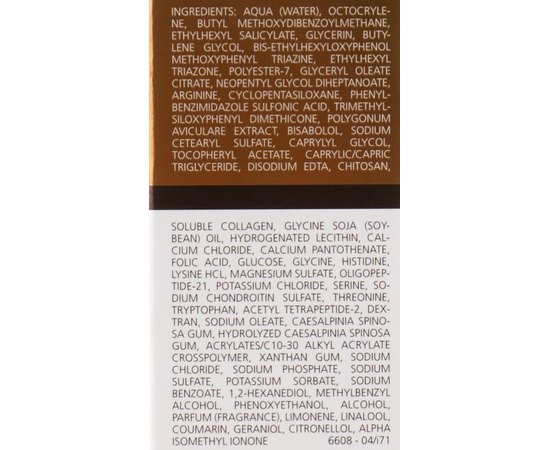 INGREDIENTS: AQUA (WATER), OCTOCRYLE-
NE, BUTYL METHOXYDIBENZOYLMETHANE,
ETHYLHEXYL SALICYLATE, GLYCERIN, BUTY-
LENE GLYCOL, BIS-ETHYLHEXYLOXYPHENOL
METHOXYPHENYL TRIAZINE, ETHYLHEXYL
TRIAZONE, POLYESTER-7, GLYCERYL OLEATE
CITRATE, NEOPENTYL GLYCOL DIHEPTANOATE,
ARGININE, CYCLOPENTASILOXANE, PHENYL-
BENZIMIDAZOLE SULFONIC ACID, TRIMETHYL-
SILOXYPHENYL DIMETHICONE, POLYGONUM
AVICULARE EXTRACT, BISABOLOL, SODIUM
CETEARYL SULFATE, CAPRYLYL GLYCOL,
TOCOPHERYL ACETATE, CAPRYLIC/CAPRIC
TRIGLYCERIDE, DISODIUM EDTA, CHITOSAN,
SOLUBLE COLLAGEN, GLYCINE SOJA (SOY-
BEAN) OIL, HYDROGENATED LECITHIN, CAL-
CIUM CHLORIDE, CALCIUM PANTOTHENATE,
FOLIC ACID, GLUCOSE, GLYCINE, HISTIDINE,
LYSINE HCL, MAGNESIUM SULFATE, OLIGOPEP-
TIDE-21, POTASSIUM CHLORIDE, SERINE, SO-
DIUM CHONDROITIN SULFATE, THREONINE,
TRYPTOPHAN, ACETYL TETRAPEPTIDE-2, DEX-
TRAN, SODIUM OLEATE, CAESALPINIA SPINO-
SA GUM, HYDROLYZED CAESALPINIA SPINOSA
GUM, ACRYLATES/C10-30 ALKYL ACRYLATE
CROSSPOLYMER, XANTHAN GUM, SODIUM
CHLORIDE, SODIUM PHOSPHATE, SODIUM
SULFATE, POTASSIUM SORBATE, SODIUM
BENZOATE, 1,2-HEXANEDIOL, METHYLBENZYL
ALCOHOL, PHENOXYETHANOL, ALCOHOL,
PARFUM (FRAGRANCE), LIMONENE, LINALOOL,
COUMARIN, GERANIOL, CITRONELLOL, ALPHA
ISOMETHYL IONONE 6608 - 04/i71